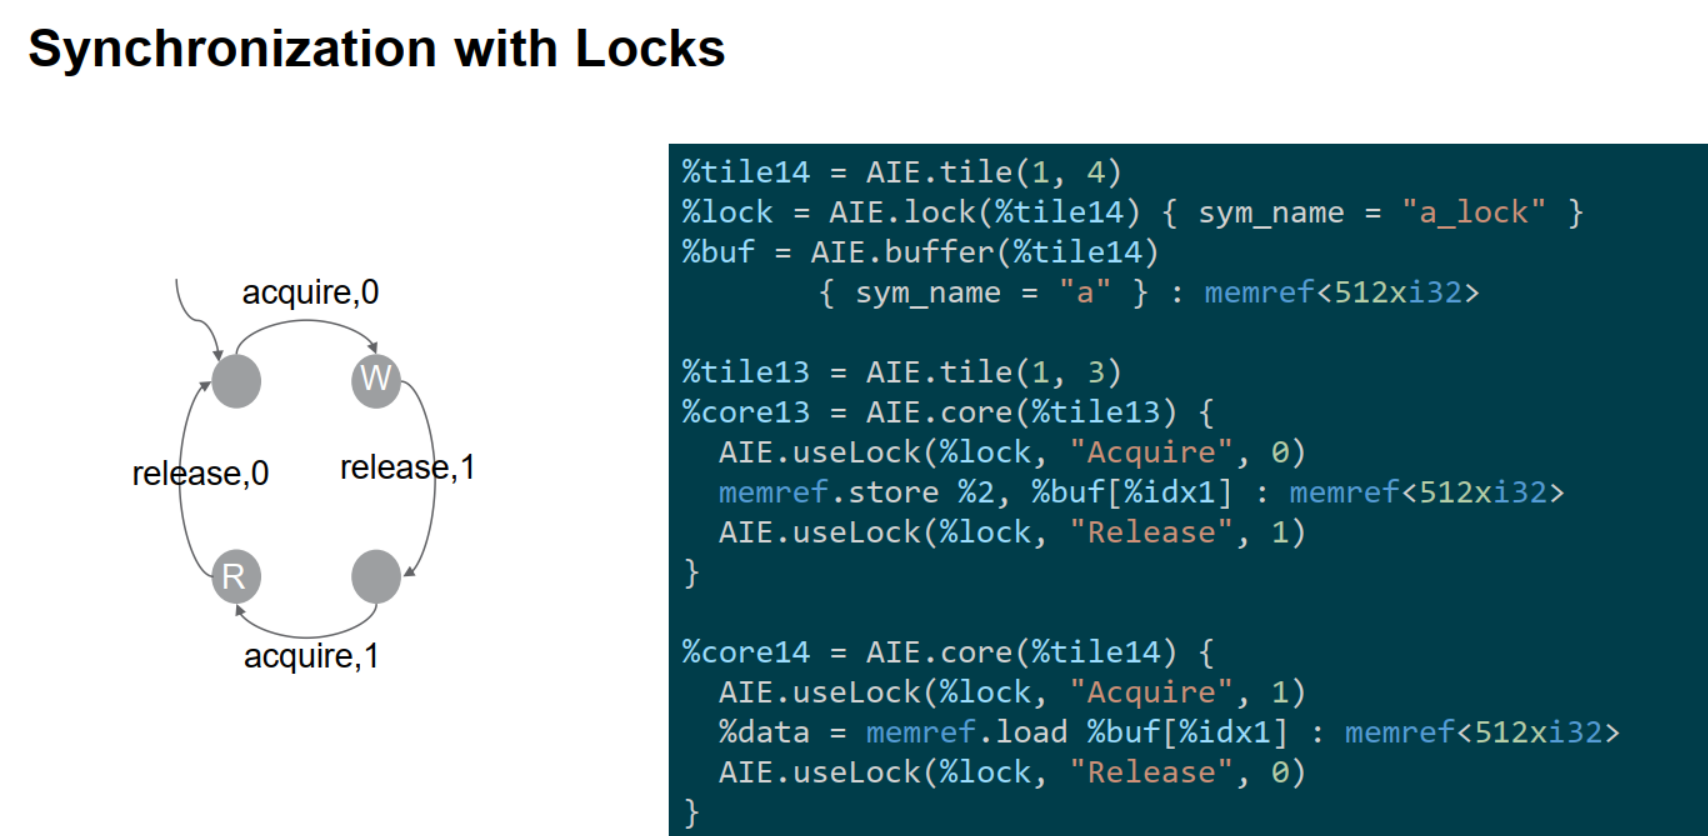 Synchronization with Locks
acquire,0
W
release,0
release,1
R
acquire,1
%tile14 = AIE.tile(1, 4)
%lock = AIE.lock(%tile14) { sym_name = "a_lock" }
%buf = AIE.buffer(%tile14)
{ sym_name = "a" } : memref<512xi32>
%tile13 = AIE.tile(1, 3)
%core13 = AIE.core(%tile13) {
AIE.useLock(%lock, "Acquire", 0)
memref.store %2, %buf[%idx1] : memref<512xi32>
AIE.useLock(%lock, "Release", 1)
}
%core14 = AIE.core(%tile14) {
AIE.useLock(%lock, "Acquire", 1)
%data = memref.load %buf[%idx1] : memref<512xi32>
AIE.useLock(%lock, "Release", 0)
}